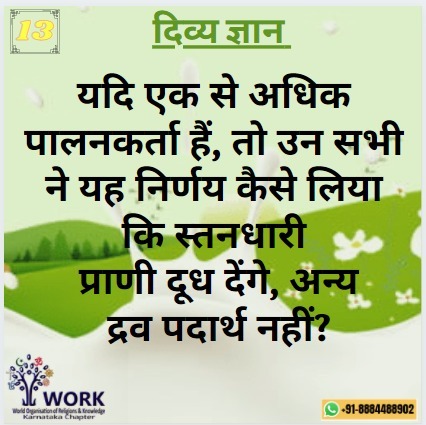 13
दिव्य ज्ञान
यदि एक से अधिक
पालनकर्ता हैं, तो उन सभी
ने यह निर्णय कैसे लिया
कि स्तनधारी
प्राणी दूध देंगे, अन्य
द्रव पदार्थ नहीं?
WORK
World Organisation of Religions & Knowledge
Karnataka Chapter
+91-8884488902